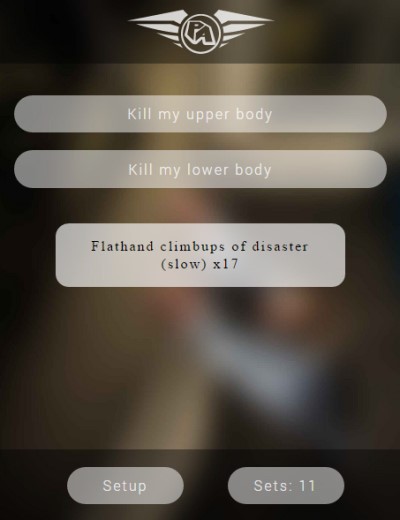 Kill my upper body
Kill my lower body
Flathand climbups of disaster
(slow) x17
Setup
Sets: 11